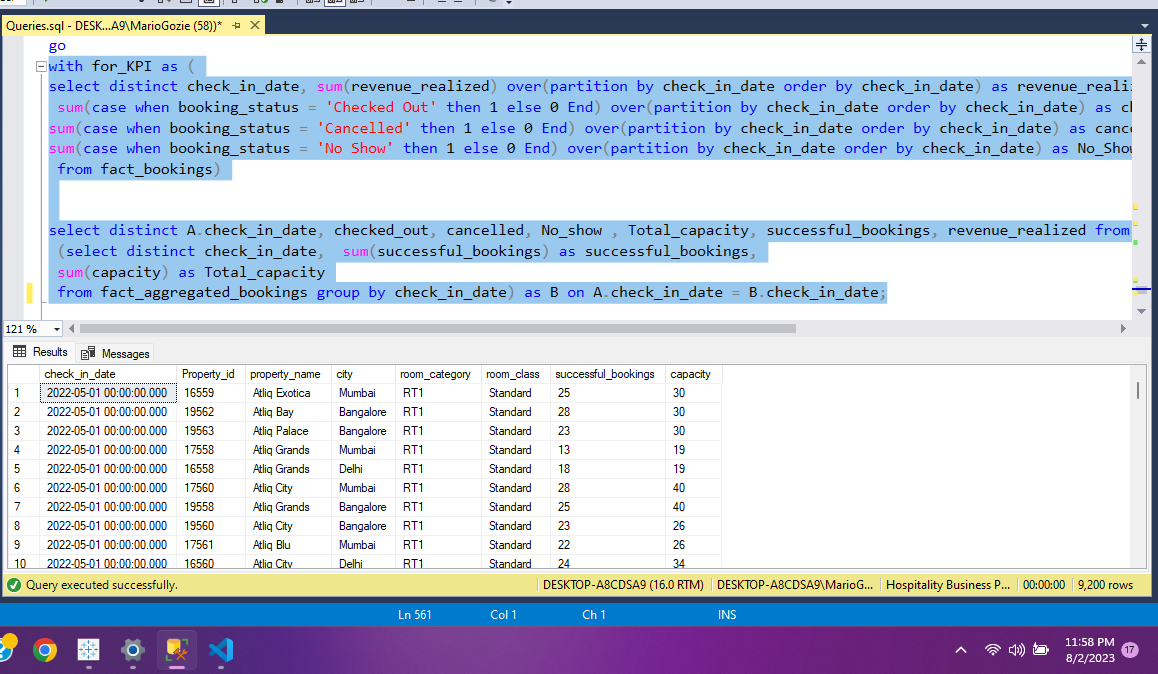 Queries.sql - DESK...A9\MarioGozie (58))*
go
with for_KPI as (
select distinct check_in_date, sum(revenue_realized) over(partition by check_in_date order by check_in_date) as revenue_reali
sum(case when booking_status = 'Checked Out' then 1 else 0 End) over(partition by check_in_date order by check_in_date) as ch
sum(case when booking_status = 'Cancelled' then 1 else 0 End) over(partition by check_in_date order by check_in_date) as cance
sum(case when booking_status = 'No Show' then 1 else 0 End) over(partition by check_in_date order by check_in_date) as No_Show
from fact_bookings)
select distinct A.check_in_date, checked_out, cancelled, No_show , Total_capacity, successful_bookings, revenue_realized from
(select distinct check_in_date, sum(successful_bookings) as successful_bookings,
sum(capacity) as Total_capacity
from fact_aggregated_bookings group by check_in_date) as B on A.check_in_date = B.check_in_date;
121 %
Results Messages
check_in_date Property_id property_name city room_category room_class successful_bookings capacity
1 2022-05-01 00:00:00.000 16559 Atliq Exotica Mumbai RT1 Standard 25 30
2 2022-05-01 00:00:00.000 19562 Atliq Bay Bangalore RT1 Standard 28 30
3 2022-05-01 00:00:00.000 19563 Atliq Palace Bangalore RT1 Standard 23 30
4 2022-05-01 00:00:00.000 17558 Atliq Grands Mumbai RT1 Standard 13 19
5 2022-05-01 00:00:00.000 16558 Atliq Grands Delhi RT1 Standard 18 19
6 2022-05-01 00:00:00.000 17560 Atliq City Mumbai RT1 Standard 28 40
7 2022-05-01 00:00:00.000 19558 Atliq Grands Bangalore RT1 Standard 25 40
8 2022-05-01 00:00:00.000 19560 Atliq City Bangalore RT1 Standard 23 26
9 2022-05-01 00:00:00.000 17561 Atliq Blu Mumbai RT1 Standard 22 26
10 2022-05-01 00:00:00.000 16560 Atliq City Delhi RT1 Standard 24 34
Query executed successfully. DESKTOP-A8CDSA9 (16.0 RTM) DESKTOP-A8CDSA9\MarioG... Hospitality Business P... 00:00:00 9,200 rows
Ln 561 Col 1 Ch 1 INS
11:58 PM
8/2/2023 17